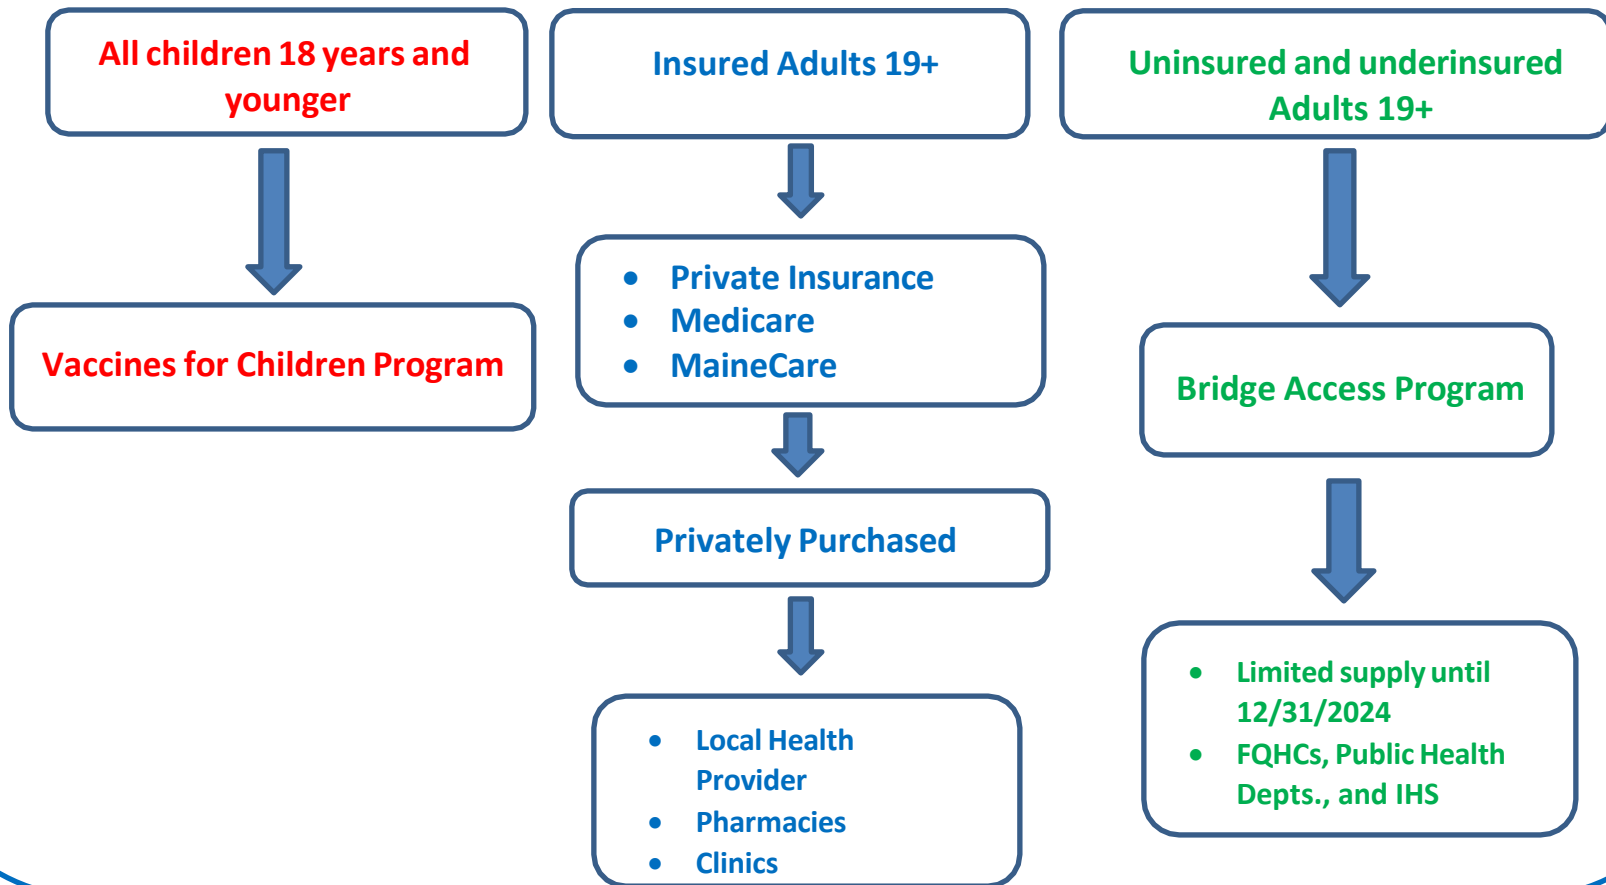 All children 18 years and
younger
Vaccines for Children Program
Insured Adults 19+
• Private Insurance
• Medicare
• MaineCare
Privately Purchased
• Local Health
Provider
• Pharmacies
• Clinics
Uninsured and underinsured
Adults 19+
Bridge Access Program
• Limited supply until
12/31/2024
• FQHCs, Public Health
Depts., and IHS